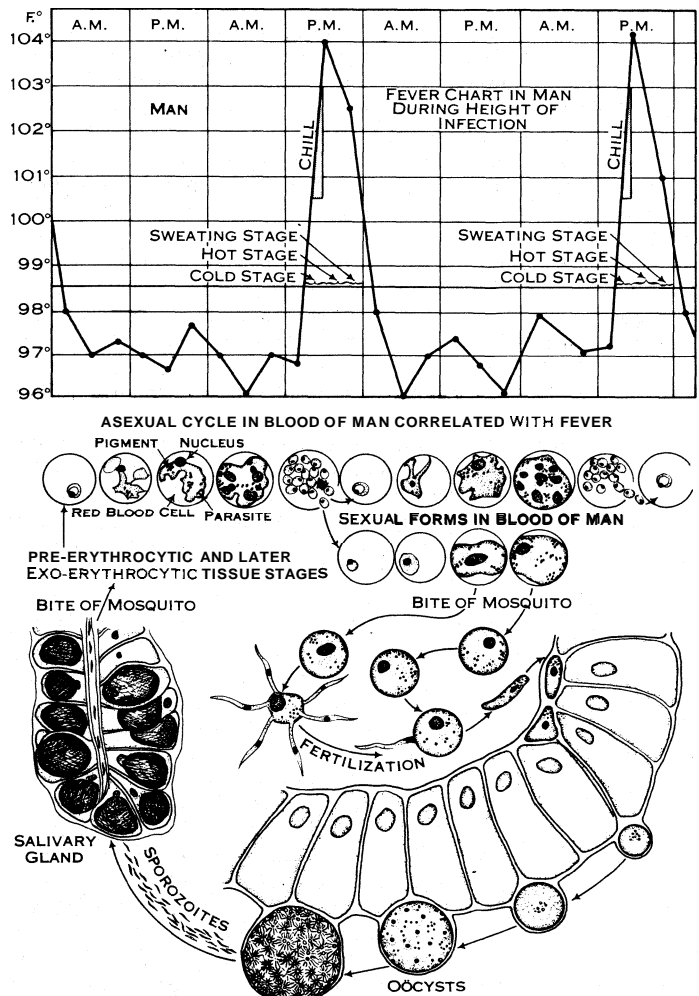 F.°
A.M. P.M. A.M. P.M. A.M. P.M. A.M. P.M.
104°
103°
102°
101°
100°
99°
98°
97°
96°
MAN
FEVER CHART IN MAN
DURING HEIGHT OF
INFECTION
CHILL
CHILL
SWEATING STAGE
HOT STAGE
COLD STAGE
SWEATING STAGE
HOT STAGE
COLD STAGE
ASEXUAL CYCLE IN BLOOD OF MAN CORRELATED WITH FEVER
PIGMENT NUCLEUS
RED BLOOD CELL PARASITE
SEXUAL FORMS IN BLOOD OF MAN
PRE-ERYTHROCYTIC AND LATER
EXO-ERYTHROCYTIC TISSUE STAGES
BITE OF MOSQUITO
BITE OF MOSQUITO
FERTILIZATION
SALIVARY
GLAND
SPOROZOITES
OÖCYSTS